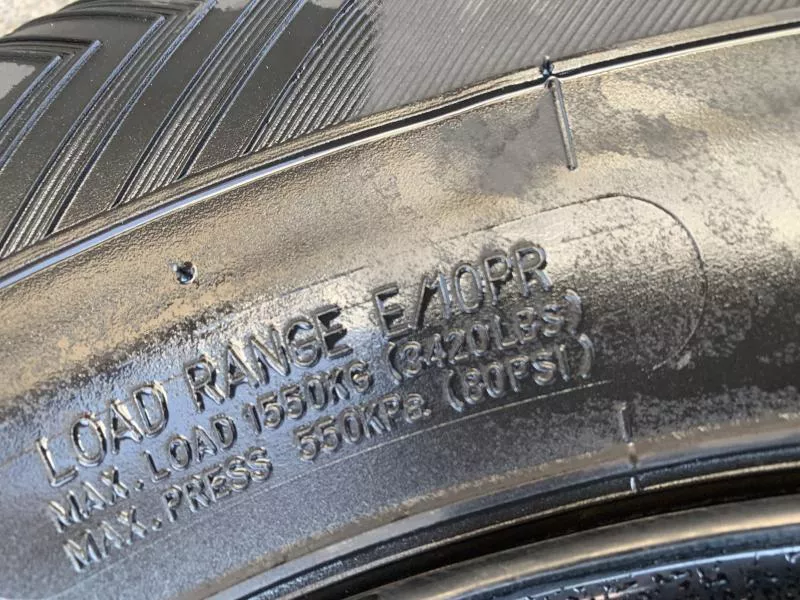 LOAD RANGE E/10PR
MAX. LOAD 1550KG (3420LBS)
MAX. PRESS 550KPa. (80PSI)